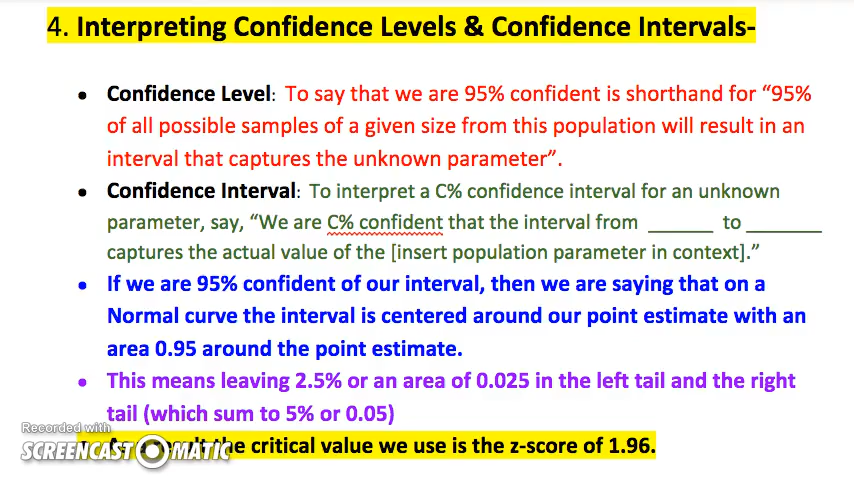 4. Interpreting Confidence Levels & Confidence Intervals-
• Confidence Level: To say that we are 95% confident is shorthand for “95%
of all possible samples of a given size from this population will result in an
interval that captures the unknown parameter”.
• Confidence Interval: To interpret a C% confidence interval for an unknown
parameter, say, “We are C% confident that the interval from ______ to _______
captures the actual value of the [insert population parameter in context].”
• If we are 95% confident of our interval, then we are saying that on a
Normal curve the interval is centered around our point estimate with an
area 0.95 around the point estimate.
• This means leaving 2.5% or an area of 0.025 in the left tail and the right
tail (which sum to 5% or 0.05)
the critical value we use is the z-score of 1.96.
Recorded with
SCREENCAST-O-MATIC